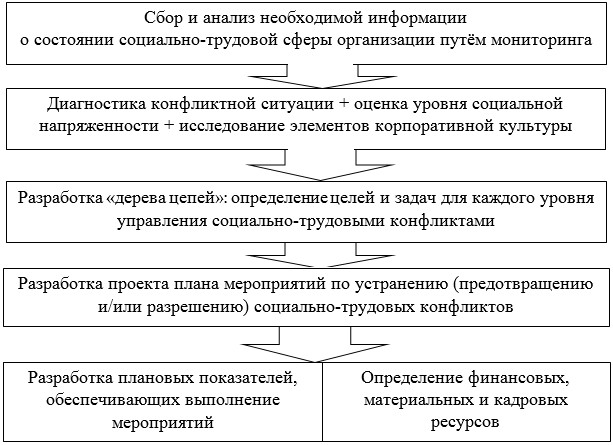 Сбор и анализ необходимой информации
о состоянии социально-трудовой сферы организации путём мониторинга
Диагностика конфликтной ситуации + оценка уровня социальной
напряженности + исследование элементов корпоративной культуры
Разработка «дерева цепей»: определение целей и задач для каждого уровня
управления социально-трудовыми конфликтами
Разработка проекта плана мероприятий по устранению (предотвращению
и/или разрешению) социально-трудовых конфликтов
Разработка плановых показателей,
обеспечивающих выполнение
мероприятий
Определение финансовых,
материальных и кадровых
ресурсов